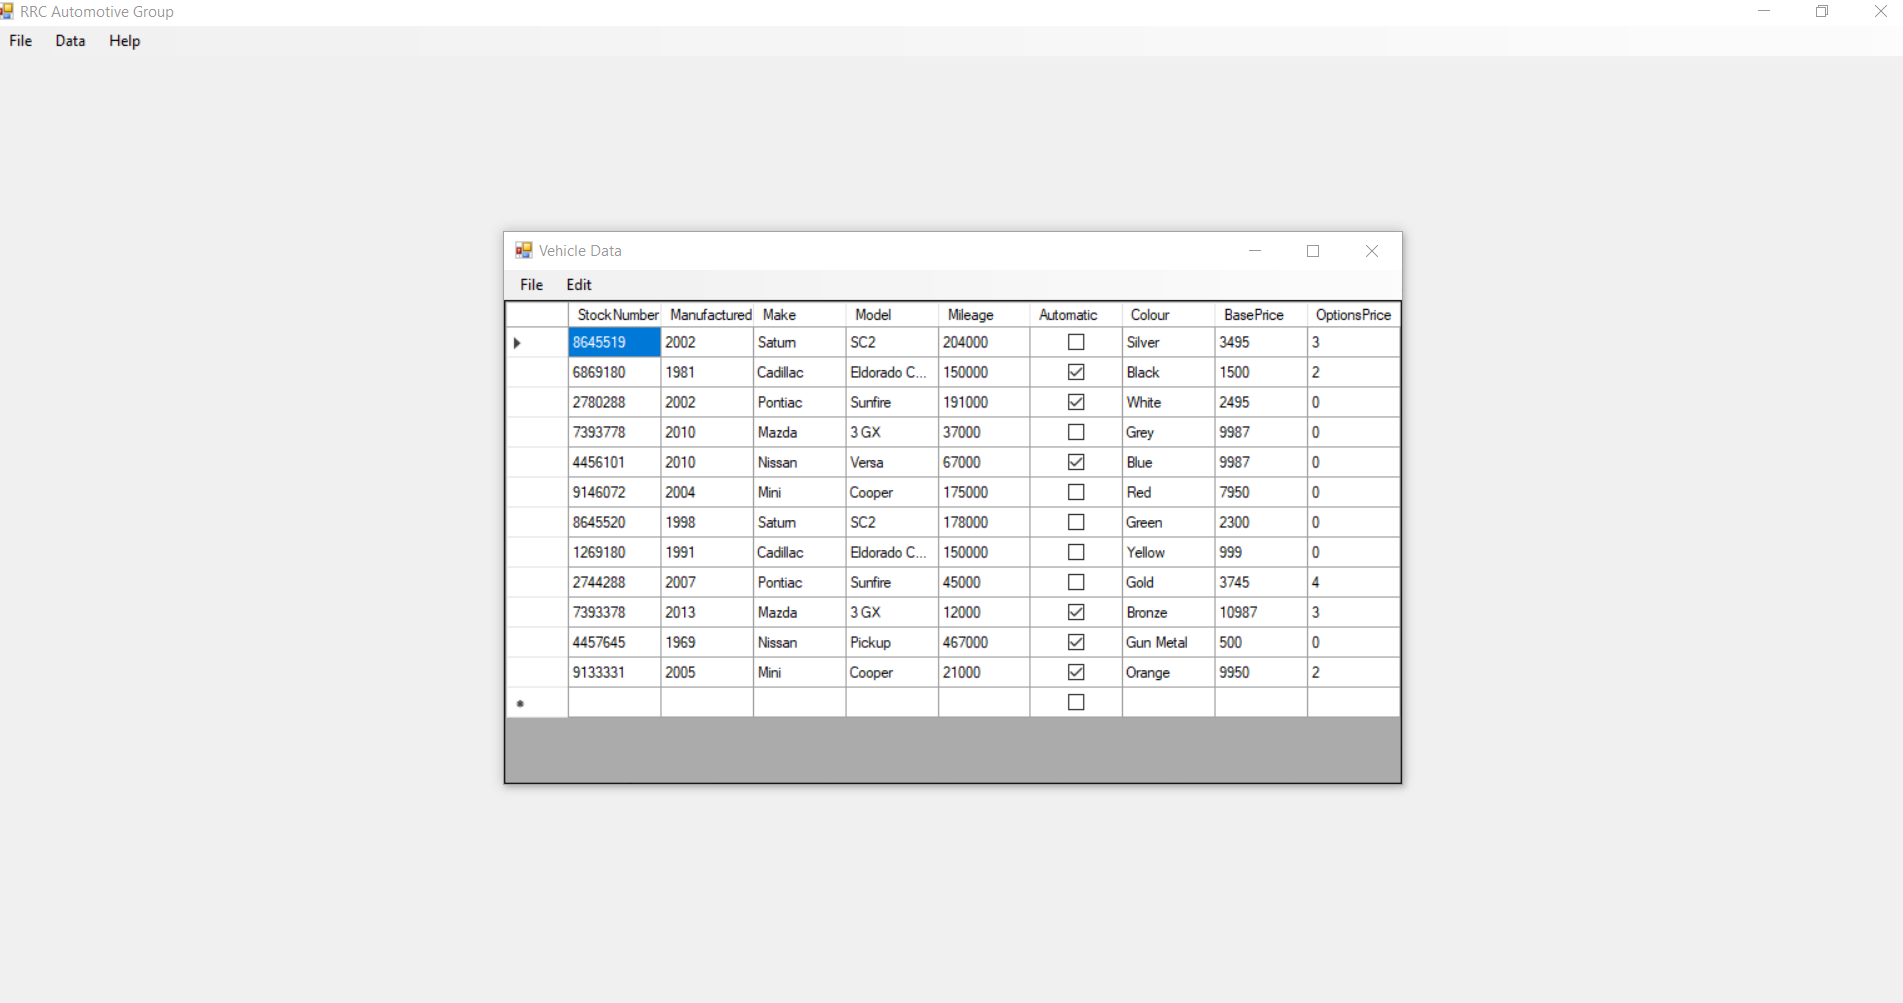 RRC Automotive Group
File Data Help
Vehicle Data
File Edit
StockNumber Manufactured Make Model Mileage Automatic Colour BasePrice OptionsPrice
8645519 2002 Saturn SC2 204000 Silver 3495 3
6869180 1981 Cadillac Eldorado C... 150000 Black 1500 2
2780288 2002 Pontiac Sunfire 191000 White 2495 0
7393778 2010 Mazda 3 GX 37000 Grey 9987 0
4456101 2010 Nissan Versa 67000 Blue 9987 0
9146072 2004 Mini Cooper 175000 Red 7950 0
8645520 1998 Saturn SC2 178000 Green 2300 0
1269180 1991 Cadillac Eldorado C... 150000 Yellow 999 0
2744288 2007 Pontiac Sunfire 45000 Gold 3745 4
7393378 2013 Mazda 3 GX 12000 Bronze 10987 3
4457645 1969 Nissan Pickup 467000 Gun Metal 500 0
9133331 2005 Mini Cooper 21000 Orange 9950 2